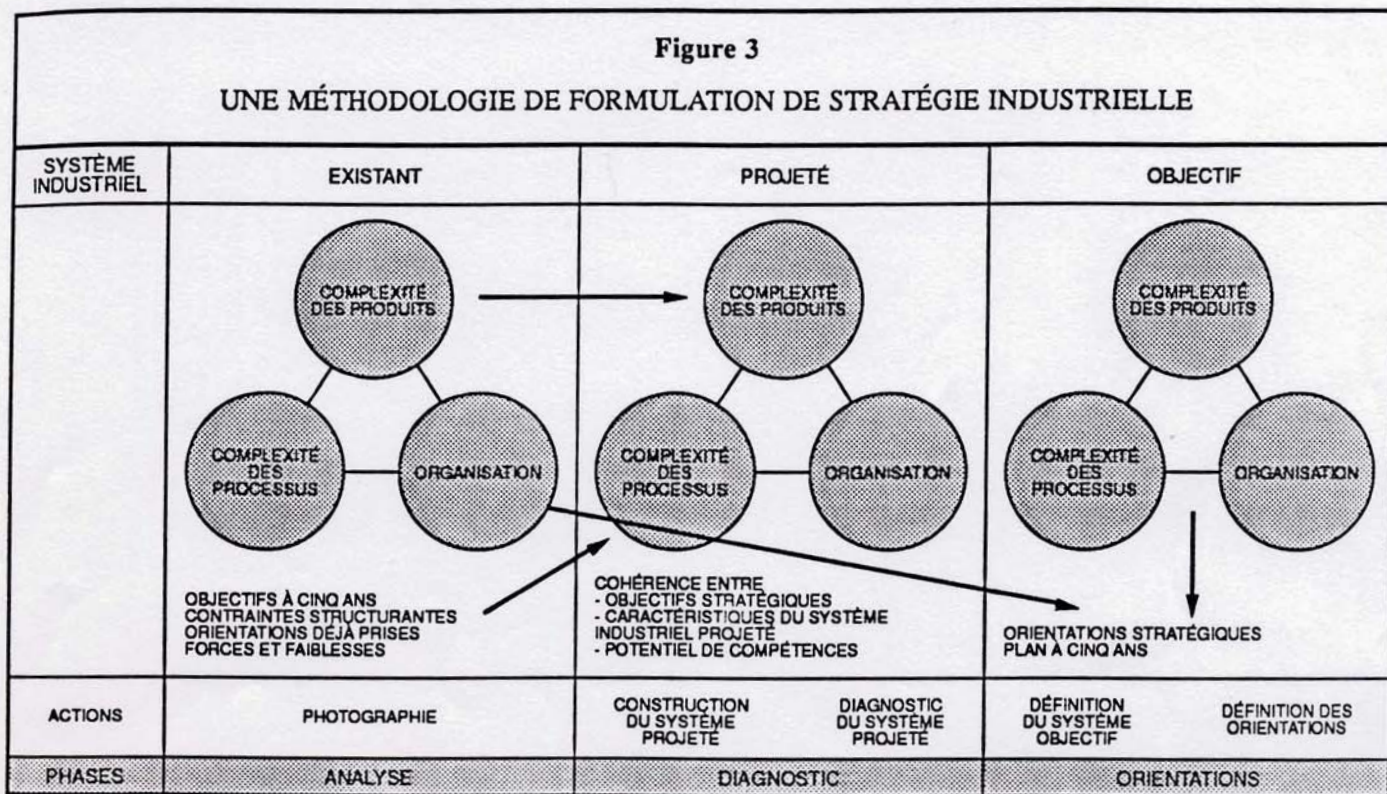 Figure 3
UNE MÉTHODOLOGIE DE FORMULATION DE STRATÉGIE INDUSTRIELLE
SYSTÈME
INDUSTRIEL
EXISTANT
PROJETÉ
OBJECTIF
COMPLEXITÉ
DES PRODUITS
COMPLEXITÉ
DES
PROCESSUS
ORGANISATION
COMPLEXITÉ
DES PRODUITS
COMPLEXITÉ
DES
PROCESSUS
ORGANISATION
COMPLEXITÉ
DES PRODUITS
COMPLEXITÉ
DES
PROCESSUS
ORGANISATION
OBJECTIFS À CINQ ANS
CONTRAINTES STRUCTURANTES
ORIENTATIONS DÉJÀ PRISES
FORCES ET FAIBLESSES
COHÉRENCE ENTRE
- OBJECTIFS STRATÉGIQUES
- CARACTÉRISTIQUES DU SYSTÈME
INDUSTRIEL PROJETÉ
- POTENTIEL DE COMPÉTENCES
ORIENTATIONS STRATÉGIQUES
PLAN À CINQ ANS
ACTIONS
PHOTOGRAPHIE
CONSTRUCTION
DU SYSTÈME
PROJETÉ
DIAGNOSTIC
DU SYSTÈME
PROJETÉ
DÉFINITION
DU SYSTÈME
OBJECTIF
DÉFINITION DES
ORIENTATIONS
PHASES
ANALYSE
DIAGNOSTIC
ORIENTATIONS